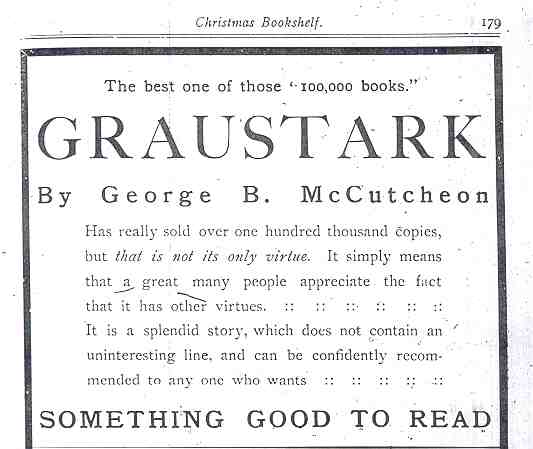 Christmas Bookshelf. 179
The best one of those "100,000 books."
GRAUSTARK
By George B. McCutcheon
Has really sold over one hundred thousand copies,
but that is not its only virtue. It simply means
that a great many people appreciate the fact
that it has other virtues. :: :: :: :: :: ::
It is a splendid story, which does not contain an
uninteresting line, and can be confidently recom-
mended to any one who wants :: :: :: :: ::
SOMETHING GOOD TO READ